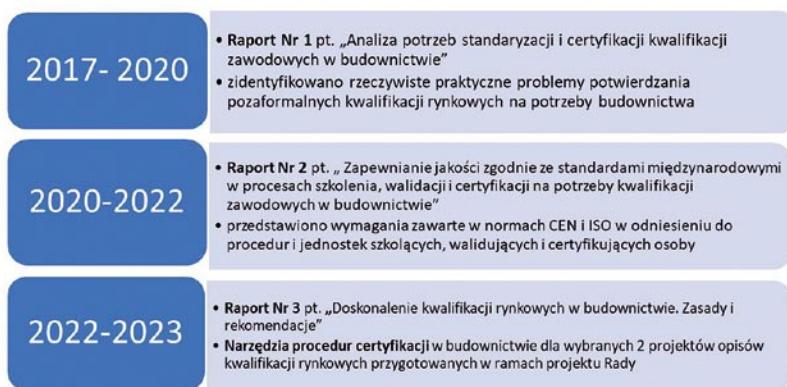 2017- 2020
• Raport Nr 1 pt. „Analiza potrzeb standaryzacji i certyfikacji kwalifikacji
zawodowych w budownictwie”
• zidentyfikowano rzeczywiste praktyczne problemy potwierdzania
pozaformalnych kwalifikacji rynkowych na potrzeby budownictwa
2020-2022
• Raport Nr 2 pt. „ Zapewnianie jakości zgodnie ze standardami międzynarodowymi
w procesach szkolenia, walidacji i certyfikacji na potrzeby kwalifikacji
zawodowych w budownictwie”
• przedstawiono wymagania zawarte w normach CEN i ISO w odniesieniu do
procedur i jednostek szkolących, walidujących i certyfikujących osoby
2022-2023
• Raport Nr 3 pt. „Doskonalenie kwalifikacji rynkowych w budownictwie. Zasady i
rekomendacje”
• Narzędzia procedur certyfikacji w budownictwie dla wybranych 2 projektów opisów
kwalifikacji rynkowych przygotowanych w ramach projektu Rady